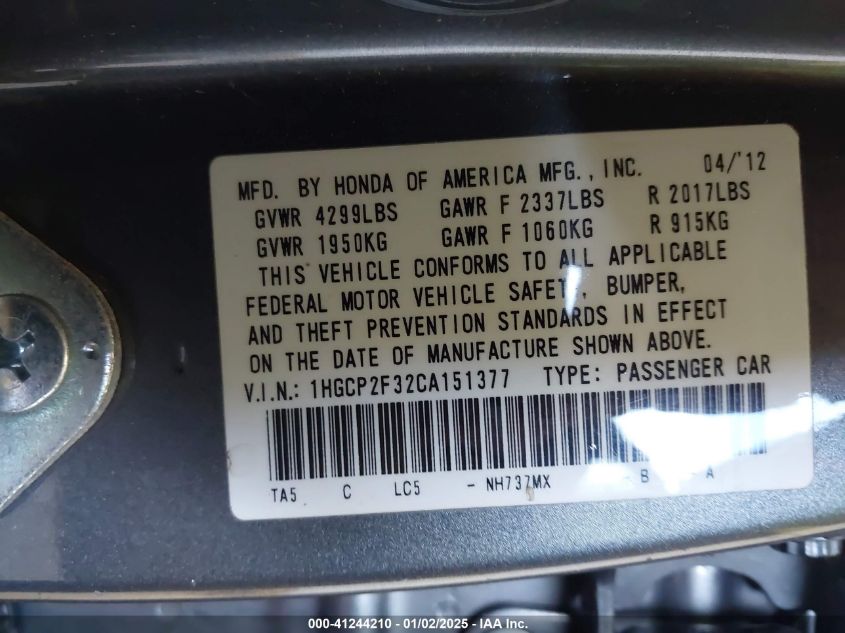 MFD. BY HONDA OF AMERICA MFG., INC. 04/'12
GVWR 4299LBS GAWR F 2337LBS R 2017LBS
GVWR 1950KG GAWR F 1060KG R 915KG
THIS VEHICLE CONFORMS TO ALL APPLICABLE
FEDERAL MOTOR VEHICLE SAFETY, BUMPER,
AND THEFT PREVENTION STANDARDS IN EFFECT
ON THE DATE OF MANUFACTURE SHOWN ABOVE.
V.I.N.: 1HGCP2F32CA151377 TYPE: PASSENGER CAR
TA5 C LC5 - NH737MX - B - A
000-41244210 - 01/02/2025 - IAA Inc.